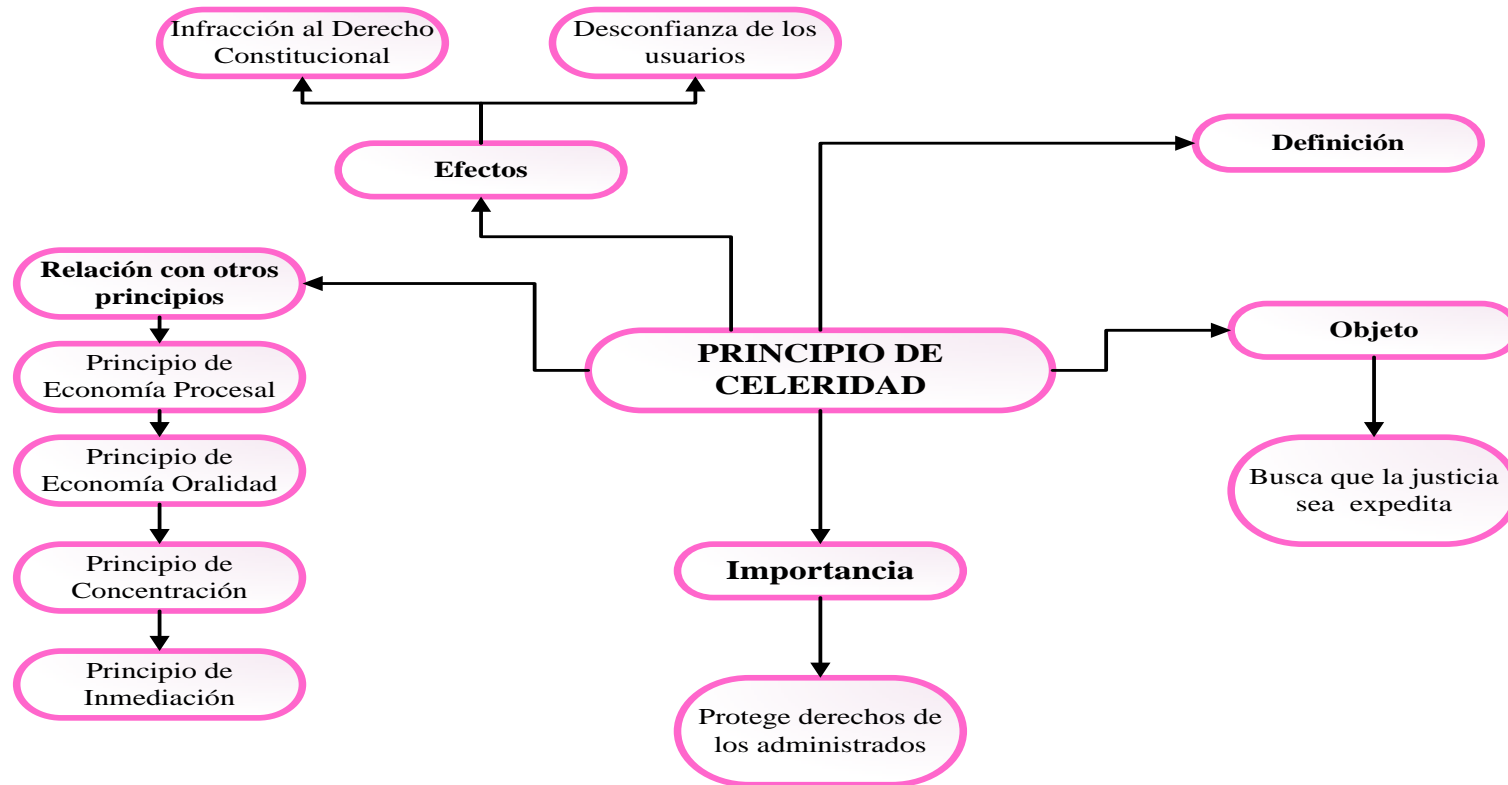 Infracción al Derecho
Constitucional
Desconfianza de los
usuarios
Efectos
Definición
Relación con otros
principios
Principio de
Economía Procesal
Principio de
Economía Oralidad
Principio de
Concentración
Principio de
Inmediación
PRINCIPIO DE
CELERIDAD
Objeto
Busca que la justicia
sea expedita
Importancia
Protege derechos de
los administrados